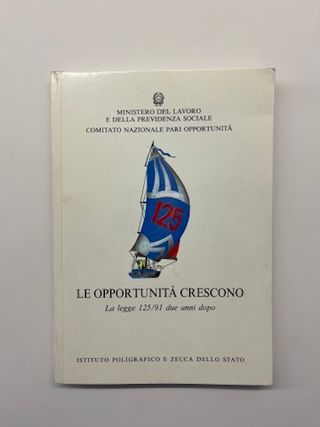 MINISTERO DEL LAVORO
E DELLA PREVIDENZA SOCIALE
COMITATO NAZIONALE PARI OPPORTUNITÀ
125
LE OPPORTUNITÀ CRESCONO
La legge 125/91 due anni dopo
ISTITUTO POLIGRAFICO E ZECCA DELLO STATO